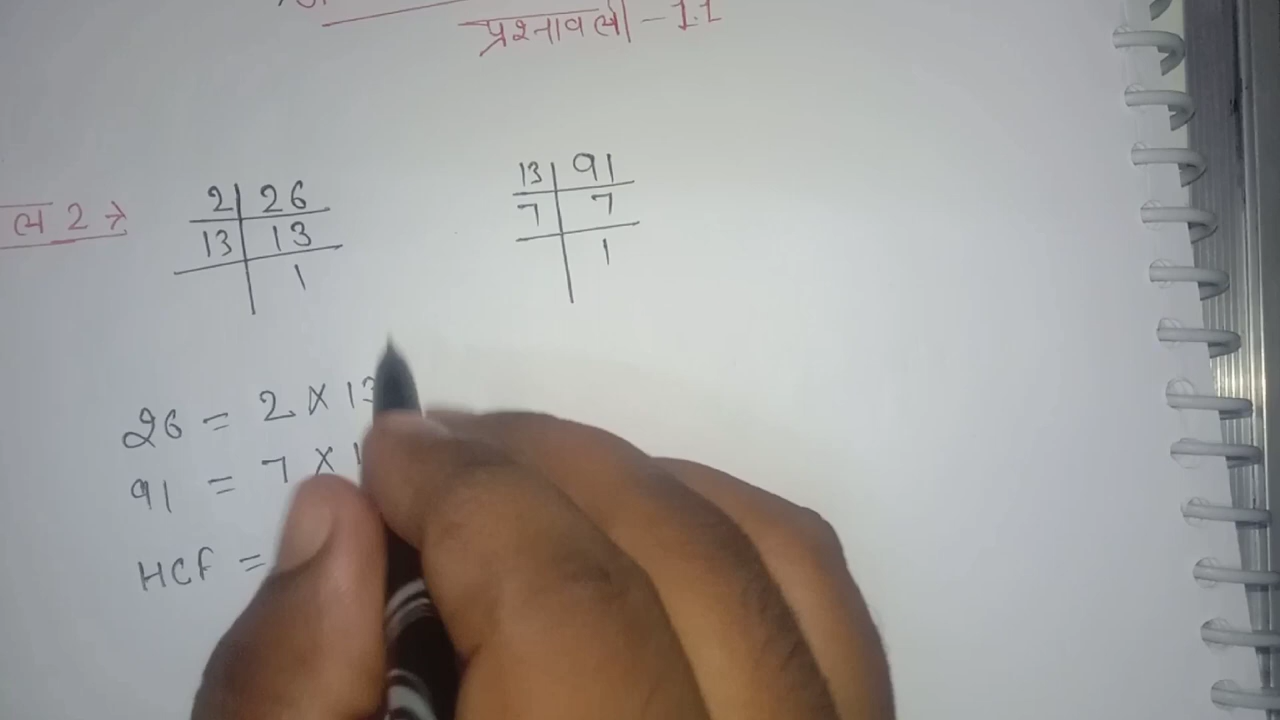 प्रश्नावली - 1.1
2 →
2 | 26
13 | 13
1
13 | 91
7 | 7
1
26 = 2 × 13
91 = 7 × 1
HCF =